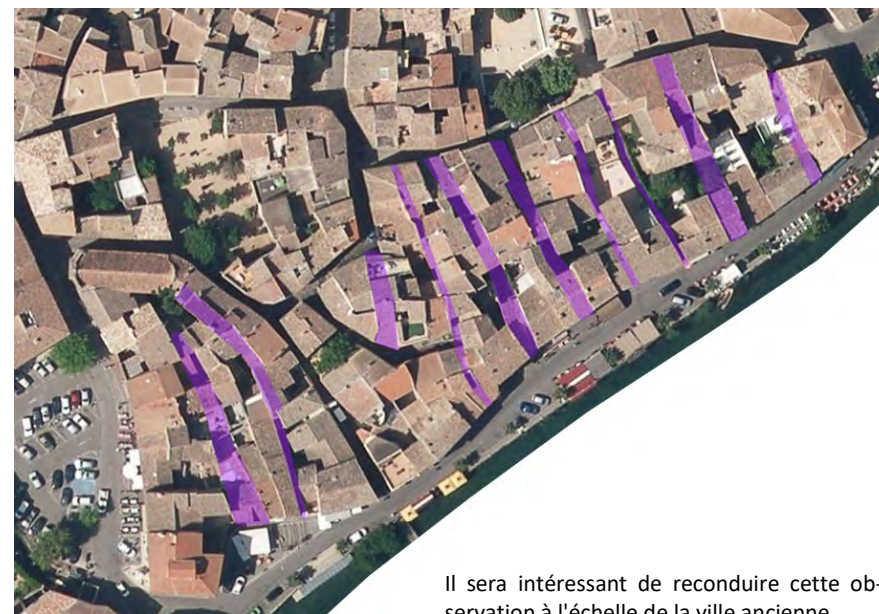 Il sera intéressant de reconduire cette ob-
servation à l'échelle de la ville ancienne